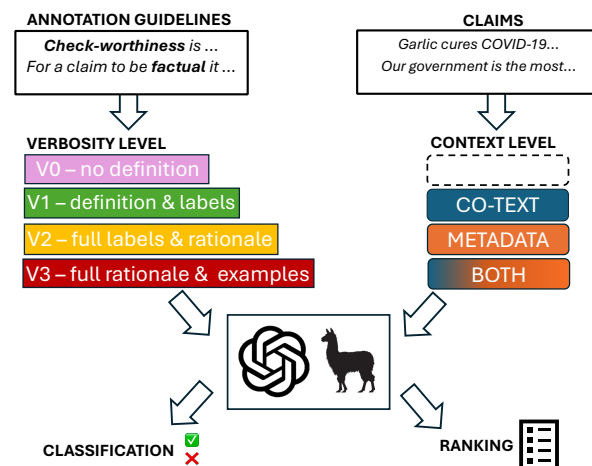 ANNOTATION GUIDELINES
Check-worthiness is ...
For a claim to be factual it ...
CLAIMS
Garlic cures COVID-19...
Our government is the most...
VERBOSITY LEVEL
V0 – no definition
V1 – definition & labels
V2 – full labels & rationale
V3 – full rationale & examples
CONTEXT LEVEL
CO-TEXT
METADATA
BOTH
CLASSIFICATION
RANKING